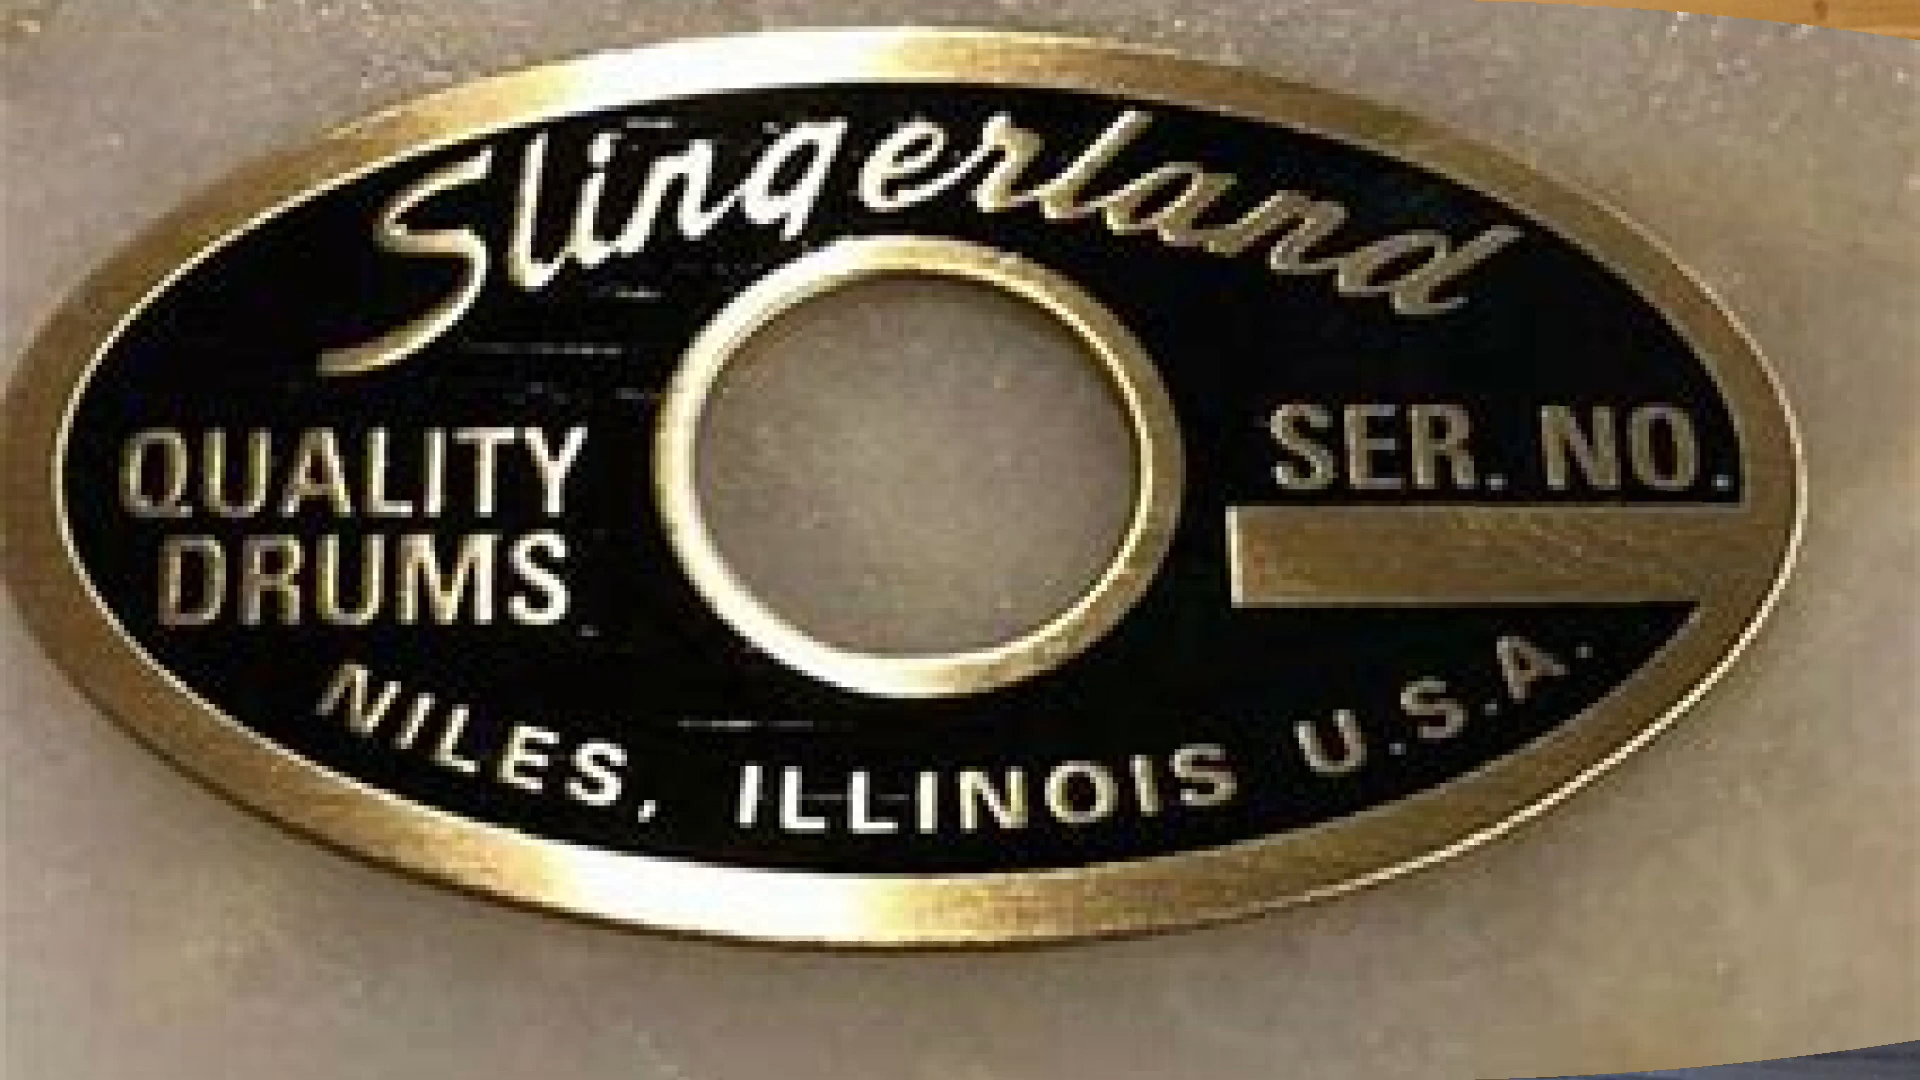 Slingerland
QUALITY
DRUMS
SER. NO.
NILES, ILLINOIS U.S.A.